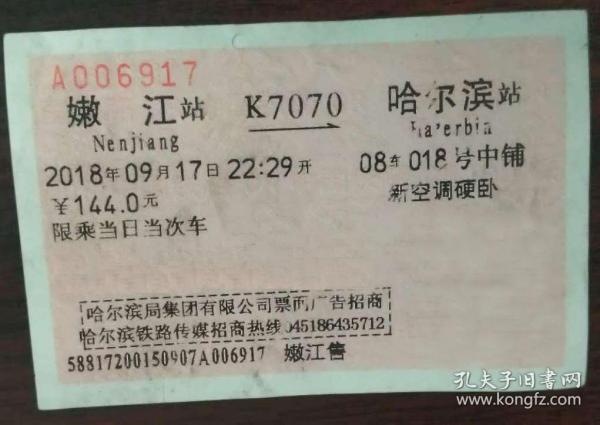 A006917
嫩 江站 K7070 哈尔滨站
Nenjiang Haerbin
2018年09月17日22:29开 08车018号中铺
¥144.0元 新空调硬卧
限乘当日当次车
哈尔滨局集团有限公司票面广告招商
哈尔滨铁路传媒招商热线045186435712
58817200150907A006917 嫩江售
孔夫子旧书网
www.kongfz.com